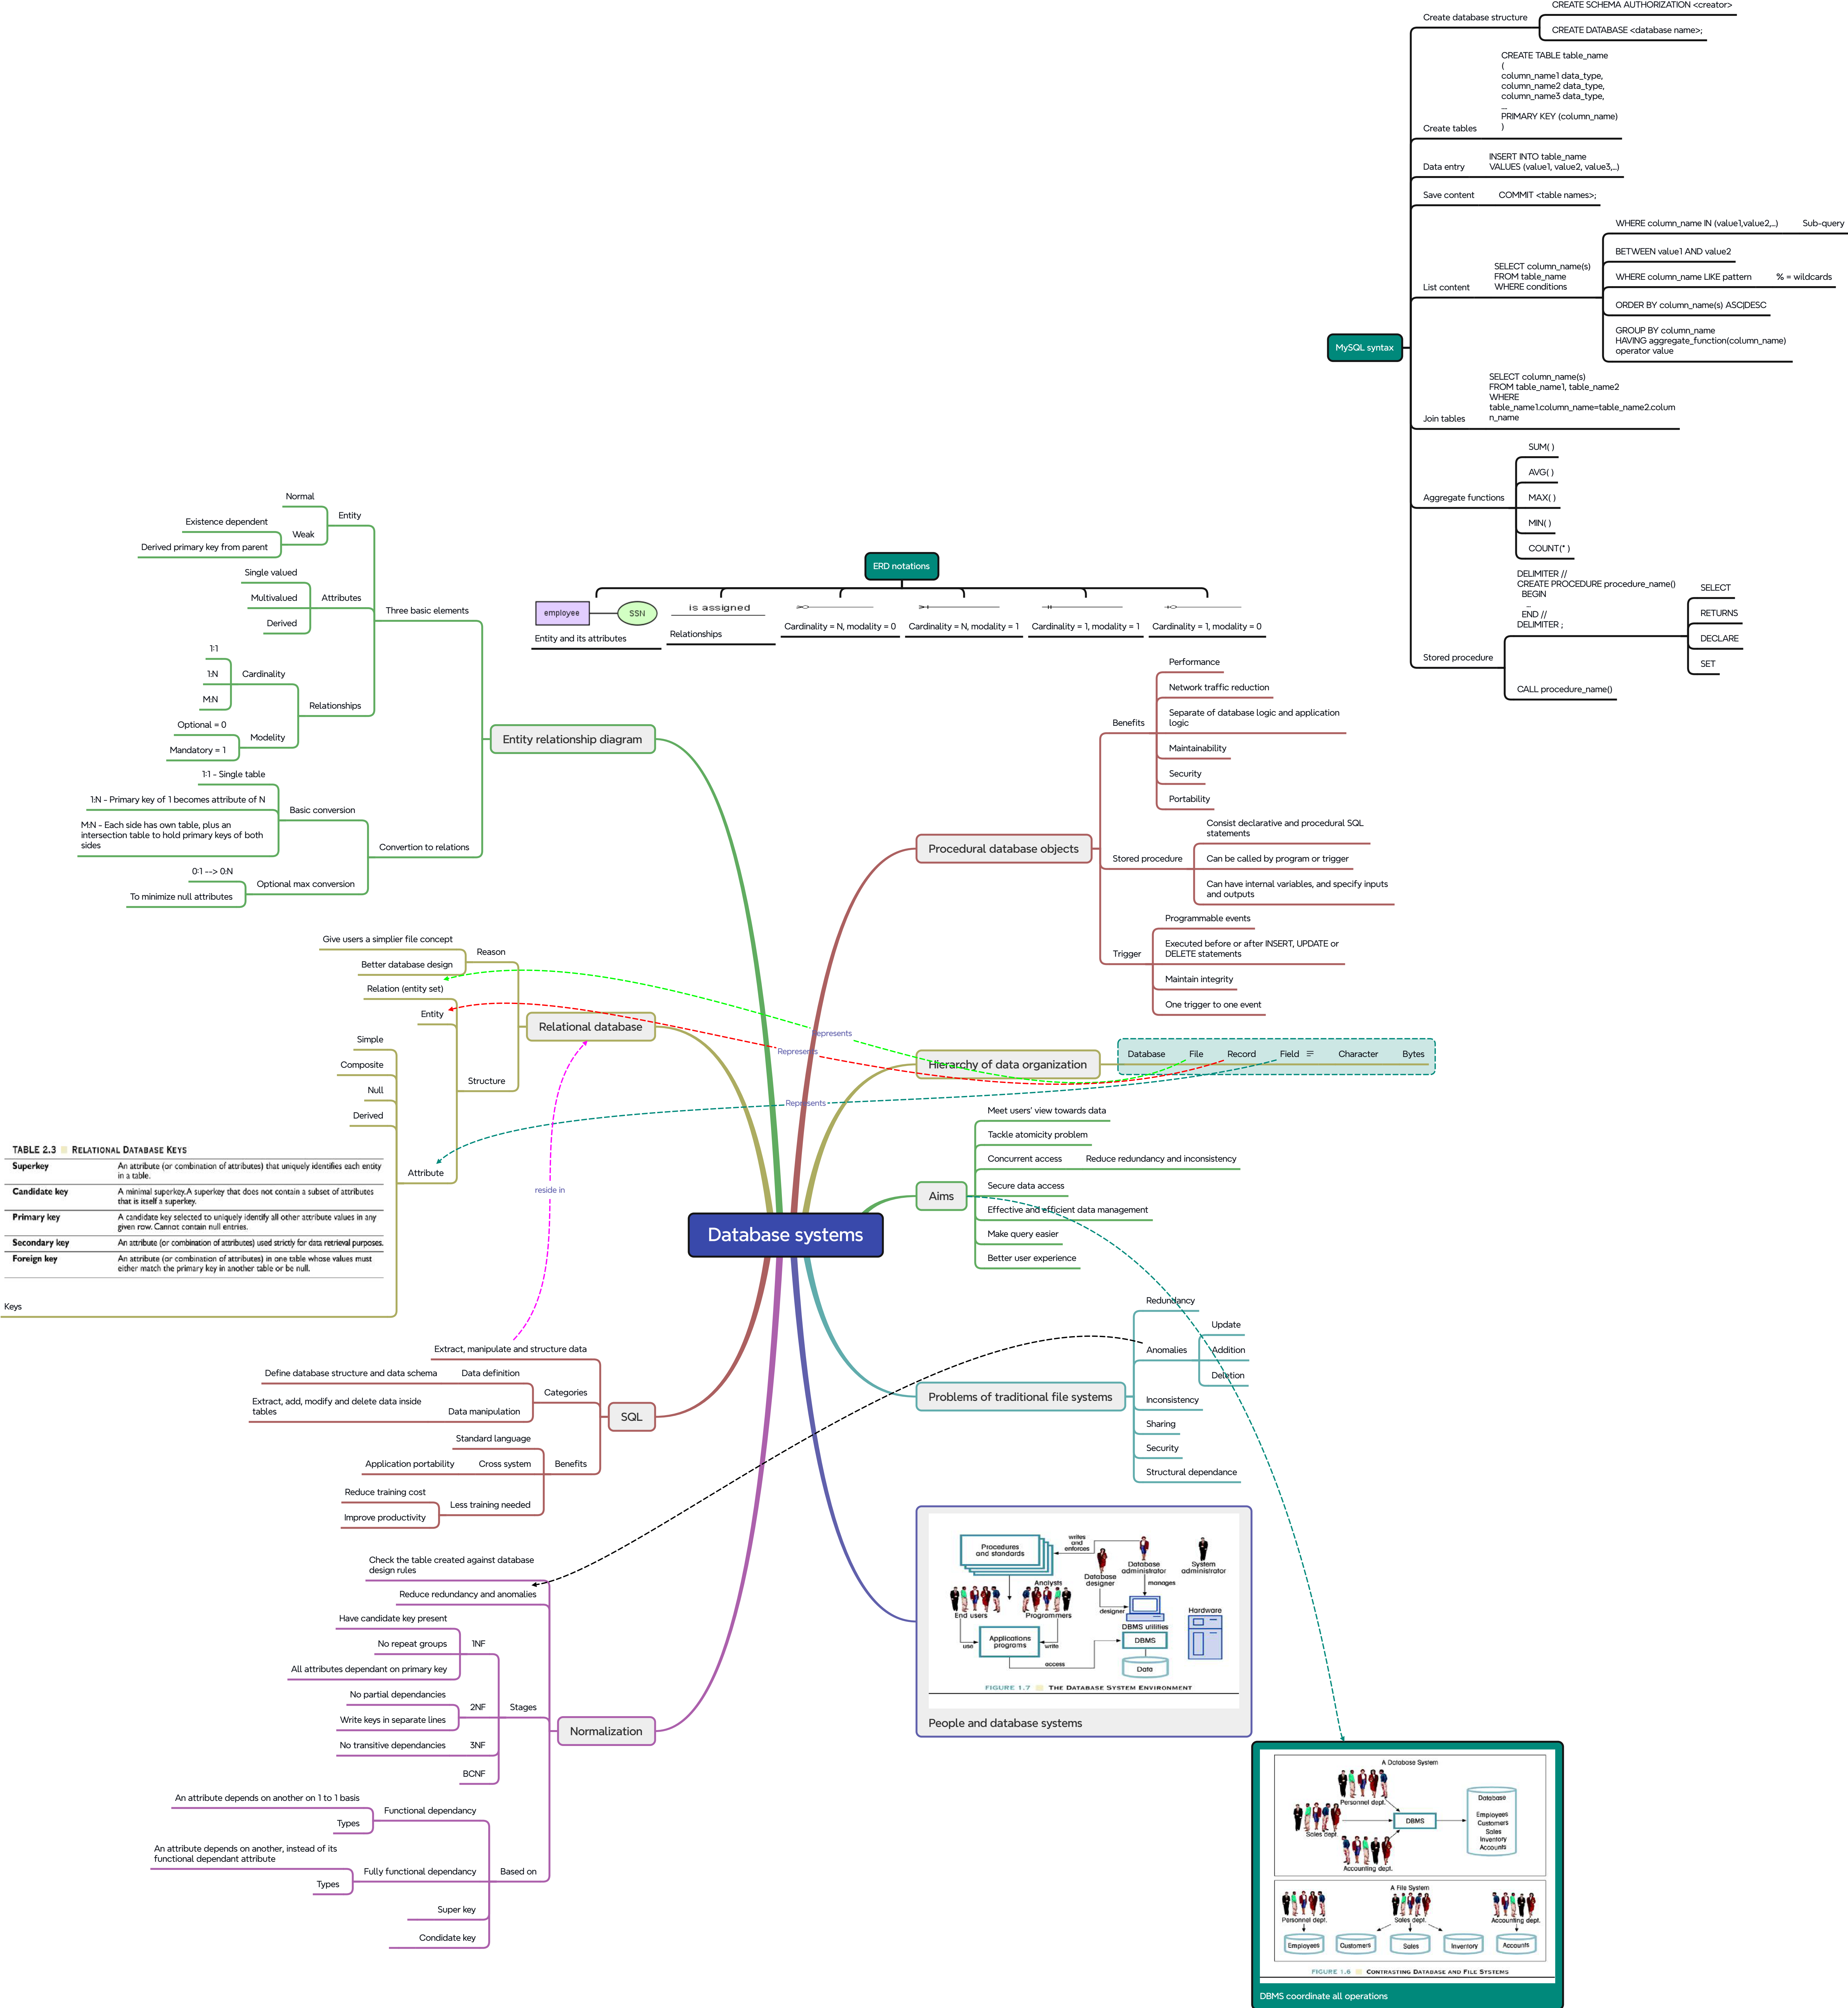 Database systems
Entity relationship diagram
Three basic elements
Entity
Normal
Weak
Existence dependent
Derived primary key from parent
Attributes
Single valued
Multivalued
Derived
Relationships
Cardinality
1:1
1:N
M:N
Modelity
Optional = 0
Mandatory = 1
Convertion to relations
Basic conversion
1:1 - Single table
1:N - Primary key of 1 becomes attribute of N
M:N - Each side has own table, plus an
intersection table to hold primary keys of both
sides
Optional max conversion
0:1 --> 0:N
To minimize null attributes
Relational database
Reason
Give users a simplier file concept
Better database design
Structure
Relation (entity set)
Entity
Attribute
Simple
Composite
Null
Derived
TABLE 2.3 RELATIONAL DATABASE KEYS
Superkey An attribute (or combination of attributes) that uniquely identifies each entity
in a table.
Candidate key A minimal superkey. A superkey that does not contain a subset of attributes
that is itself a superkey.
Primary key A candidate key selected to uniquely identify all other attribute values in any
given row. Cannot contain null entries.
Secondary key An attribute (or combination of attributes) used strictly for data retrieval purposes.
Foreign key An attribute (or combination of attributes) in one table whose values must
either match the primary key in another table or be null.
Keys
reside in
SQL
Extract, manipulate and structure data
Categories
Data definition
Define database structure and data schema
Data manipulation
Extract, add, modify and delete data inside
tables
Benefits
Standard language
Cross system
Application portability
Less training needed
Reduce training cost
Improve productivity
Normalization
Check the table created against database
design rules
Reduce redundancy and anomalies
Stages
1NF
Have candidate key present
No repeat groups
All attributes dependant on primary key
2NF
No partial dependancies
Write keys in separate lines
3NF
No transitive dependancies
BCNF
Based on
Functional dependancy
An attribute depends on another on 1 to 1 basis
Types
Fully functional dependancy
An attribute depends on another, instead of its
functional dependant attribute
Types
Super key
Condidate key
ERD notations
employee
SSN
Entity and its attributes
is assigned
Relationships
Cardinality = N, modality = 0
Cardinality = N, modality = 1
Cardinality = 1, modality = 1
Cardinality = 1, modality = 0
MySQL syntax
Create database structure
CREATE SCHEMA AUTHORIZATION <creator>
CREATE DATABASE <database name>;
Create tables
CREATE TABLE table_name
(
column_name1 data_type,
column_name2 data_type,
column_name3 data_type,
...
PRIMARY KEY (column_name)
)
Data entry
INSERT INTO table_name
VALUES (value1, value2, value3,...)
Save content
COMMIT <table names>;
List content
SELECT column_name(s)
FROM table_name
WHERE conditions
WHERE column_name IN (value1,value2,...)
Sub-query
BETWEEN value1 AND value2
WHERE column_name LIKE pattern
% = wildcards
ORDER BY column_name(s) ASC|DESC
GROUP BY column_name
HAVING aggregate_function(column_name)
operator value
Join tables
SELECT column_name(s)
FROM table_name1, table_name2
WHERE
table_name1.column_name=table_name2.colum
n_name
Aggregate functions
SUM( )
AVG( )
MAX( )
MIN( )
COUNT(* )
Stored procedure
DELIMITER //
CREATE PROCEDURE procedure_name()
BEGIN
...
END //
DELIMITER ;
SELECT
RETURNS
DECLARE
SET
CALL procedure_name()
Procedural database objects
Benefits
Performance
Network traffic reduction
Separate of database logic and application
logic
Maintainability
Security
Portability
Stored procedure
Consist declarative and procedural SQL
statements
Can be called by program or trigger
Can have internal variables, and specify inputs
and outputs
Trigger
Programmable events
Executed before or after INSERT, UPDATE or
DELETE statements
Maintain integrity
One trigger to one event
Hierarchy of data organization
Database
File
Record
Field
Character
Bytes
Represents
Represents
Represents
Aims
Meet users' view towards data
Tackle atomicity problem
Concurrent access
Reduce redundancy and inconsistency
Secure data access
Effective and efficient data management
Make query easier
Better user experience
Problems of traditional file systems
Redundancy
Anomalies
Update
Addition
Deletion
Inconsistency
Sharing
Security
Structural dependance
Procedures
and standards
writes
and
enforces
Database
administrator
System
administrator
Database
designer
manages
Analysts
End users
Programmers
designer
DBMS utilities
Hardware
use
Applications
programs
write
DBMS
access
Data
FIGURE 1.7 THE DATABASE SYSTEM ENVIRONMENT
People and database systems
A Database System
Personnel dept.
Sales dept.
Accounting dept.
DBMS
Database
Employees
Customers
Sales
Inventory
Accounts
A File System
Personnel dept.
Sales dept.
Accounting dept.
Employees
Customers
Sales
Inventory
Accounts
FIGURE 1.6 CONTRASTING DATABASE AND FILE SYSTEMS
DBMS coordinate all operations